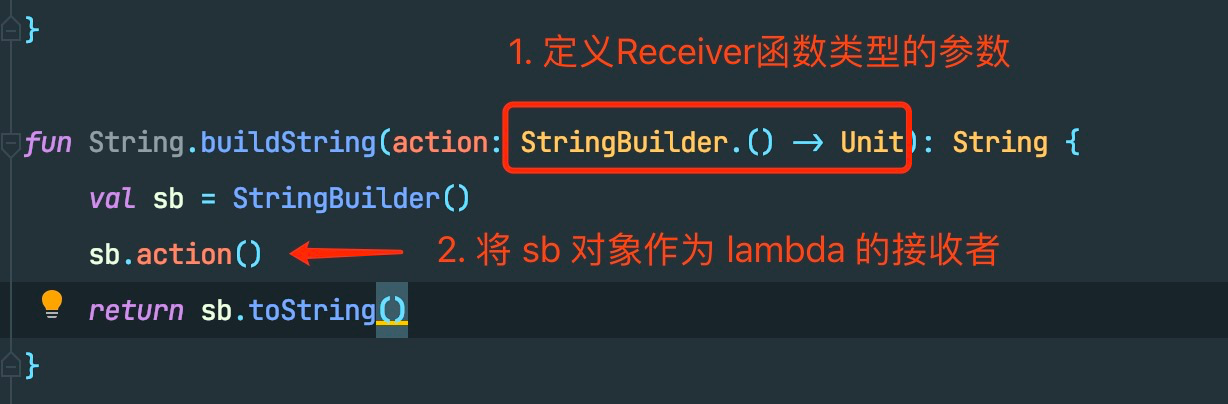 }
1. 定义Receiver函数类型的参数
fun String.buildString(action: StringBuilder.() -> Unit): String {
val sb = StringBuilder()
sb.action()
2. 将 sb 对象作为 lambda 的接收者
return sb.toString()
}